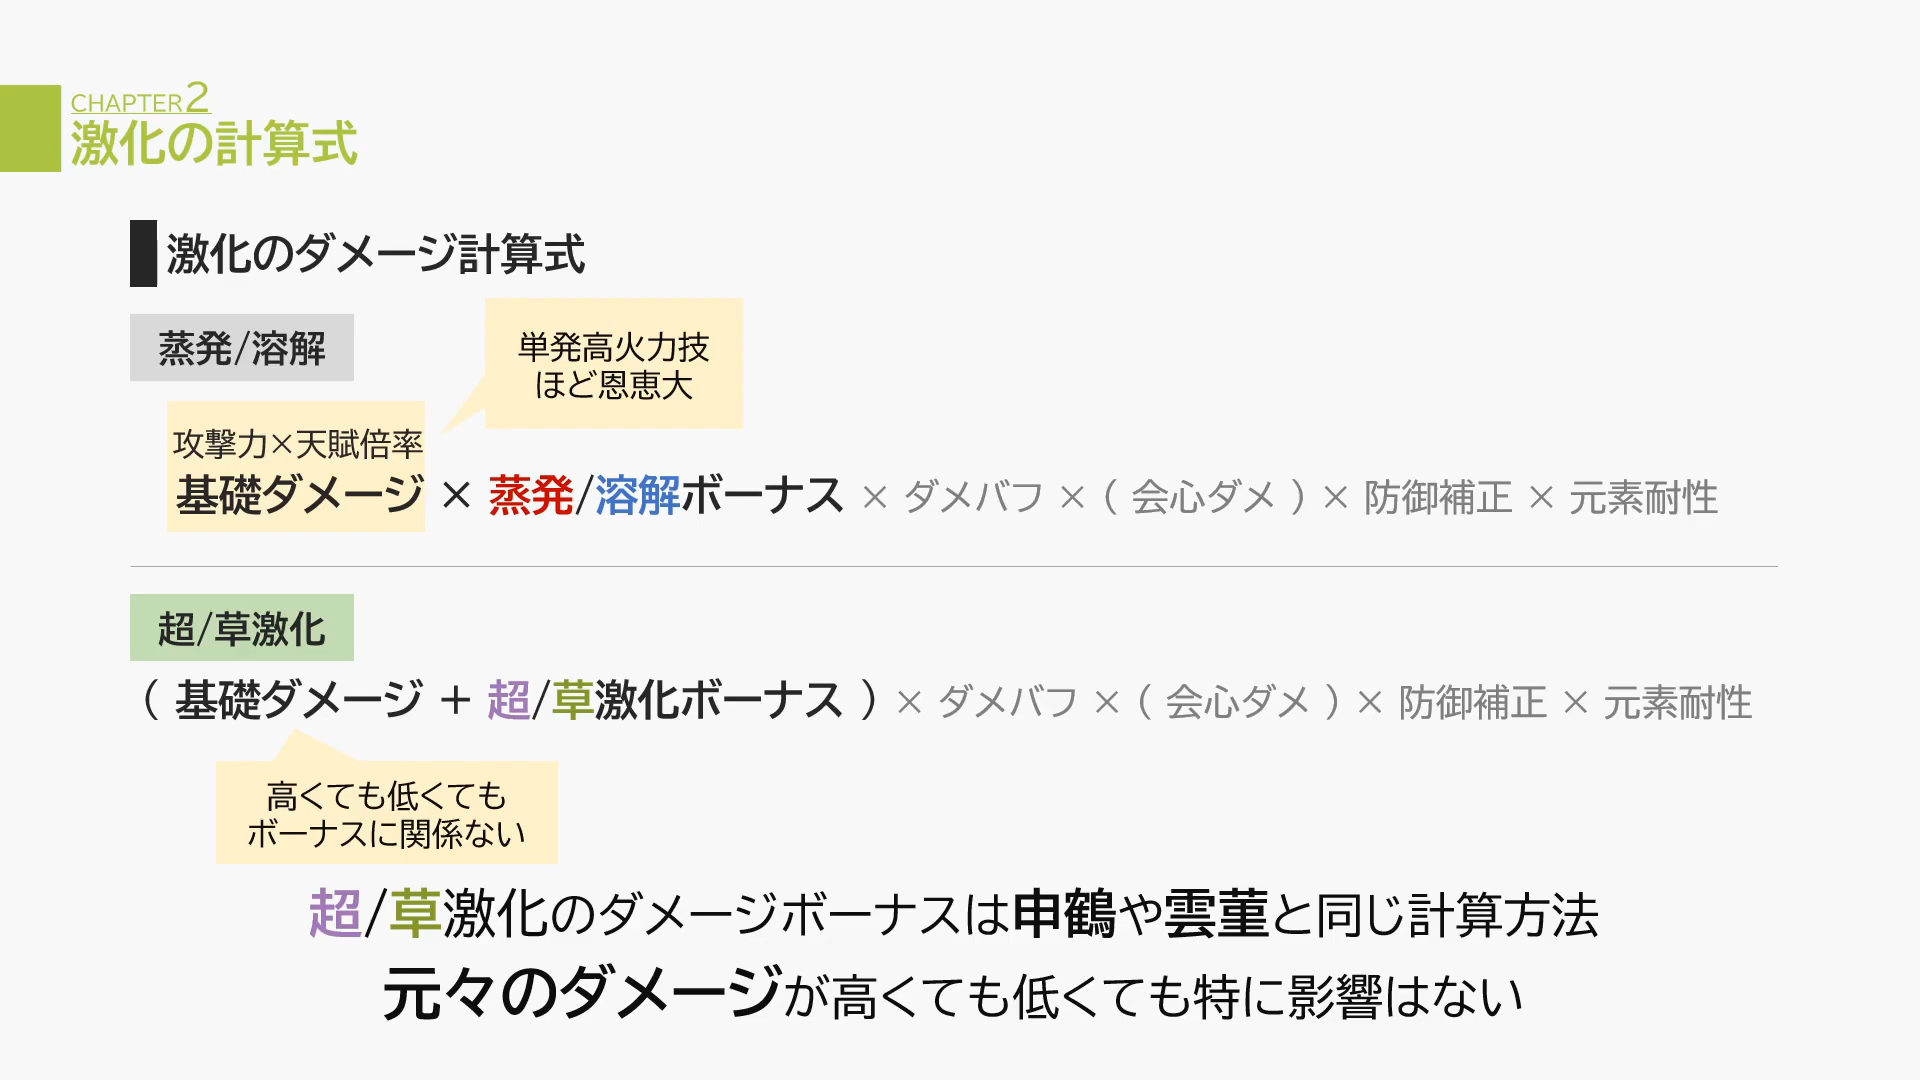 CHAPTER2
激化の計算式
激化のダメージ計算式
蒸発/溶解
単発高火力技
ほど恩恵大
攻撃力×天賦倍率
基礎ダメージ × 蒸発/溶解ボーナス × ダメバフ ×( 会心ダメ )× 防御補正 × 元素耐性
超/草激化
( 基礎ダメージ + 超/草激化ボーナス )× ダメバフ ×( 会心ダメ )× 防御補正 × 元素耐性
高くても低くても
ボーナスに関係ない
超/草激化のダメージボーナスは申鶴や雲菫と同じ計算方法
元々のダメージが高くても低くても特に影響はない